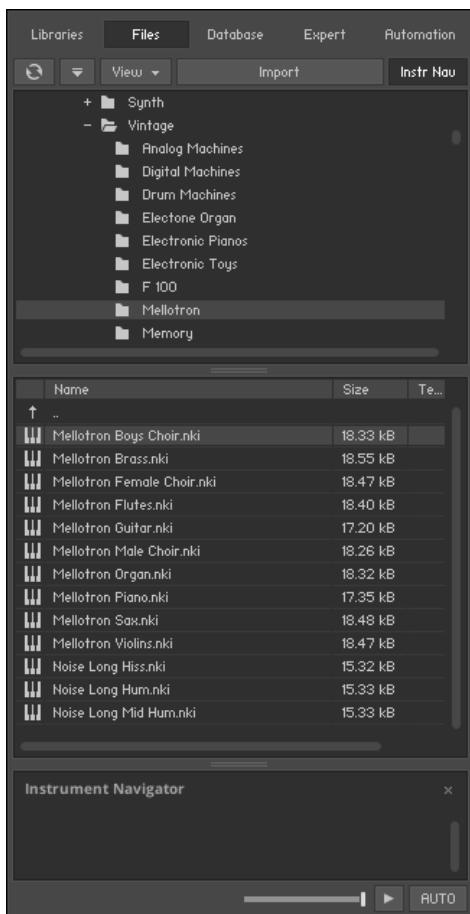 Libraries Files Database Expert Automation
View Import Instr Nav
+ Synth
- Vintage
Analog Machines
Digital Machines
Drum Machines
Electone Organ
Electronic Pianos
Electronic Toys
F 100
Mellotron
Memory
Name Size Te...
..
Mellotron Boys Choir.nki 18.33 kB
Mellotron Brass.nki 18.55 kB
Mellotron Female Choir.nki 18.47 kB
Mellotron Flutes.nki 18.40 kB
Mellotron Guitar.nki 17.20 kB
Mellotron Male Choir.nki 18.26 kB
Mellotron Organ.nki 18.32 kB
Mellotron Piano.nki 17.35 kB
Mellotron Sax.nki 18.48 kB
Mellotron Violins.nki 18.47 kB
Noise Long Hiss.nki 15.32 kB
Noise Long Hum.nki 15.33 kB
Noise Long Mid Hum.nki 15.33 kB
Instrument Navigator ×
AUTO